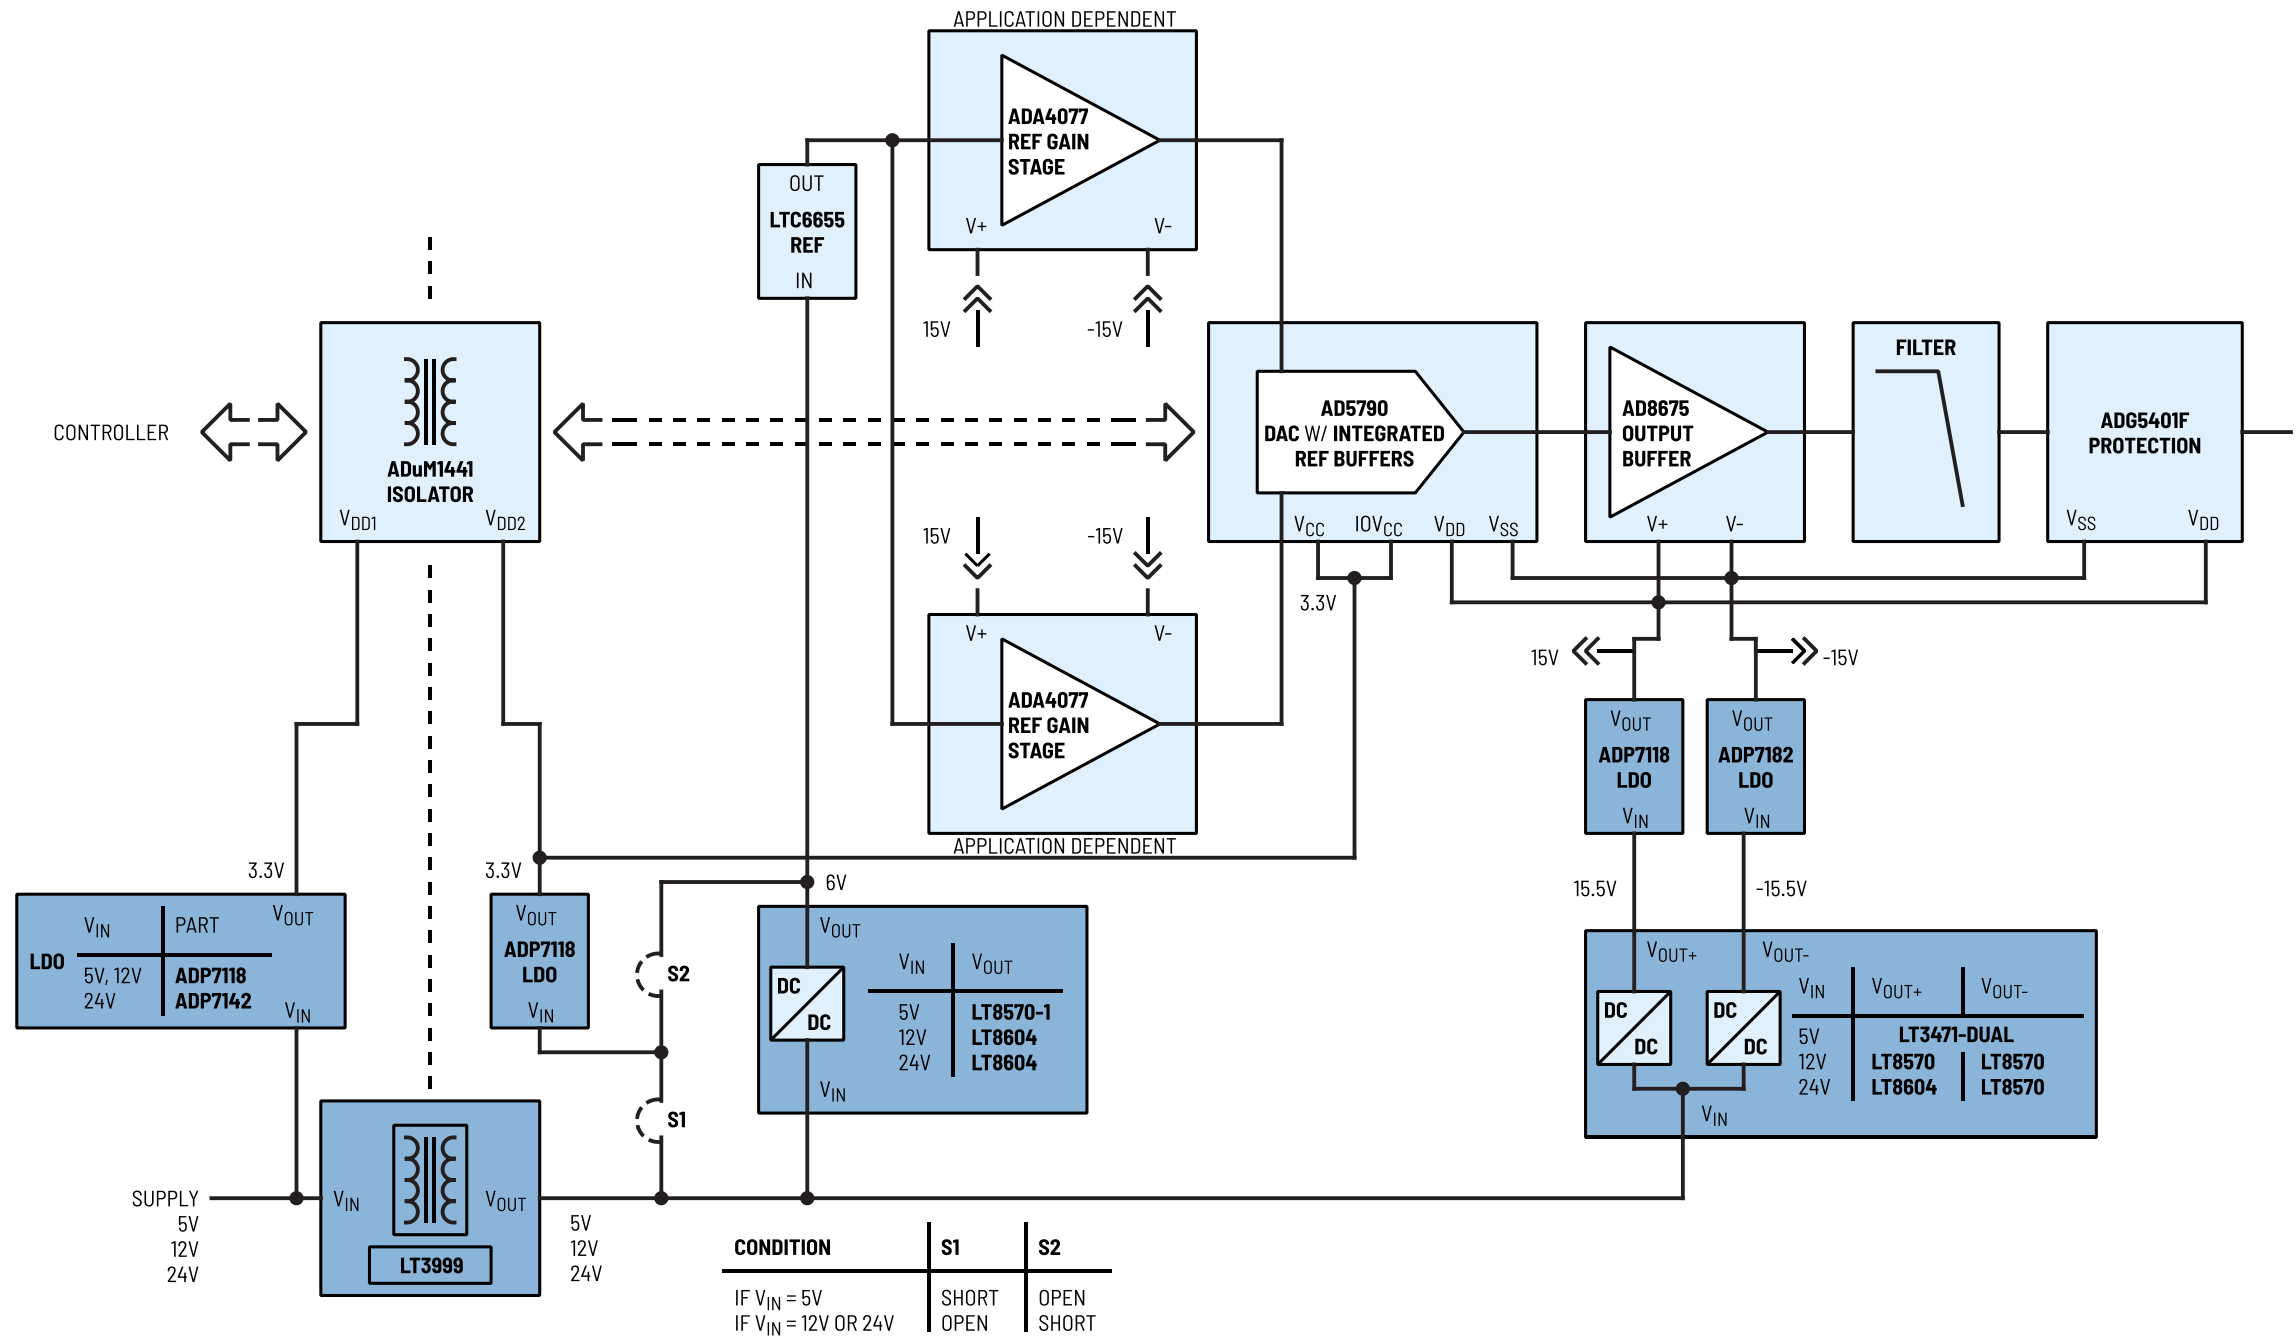 APPLICATION DEPENDENT
ADA4077
REF GAIN
STAGE
V+
V-
15V
-15V
OUT
LTC6655
REF
IN
CONTROLLER
ADuM1441
ISOLATOR
VDD1
VDD2
AD5790
DAC W/ INTEGRATED
REF BUFFERS
VCC
IOVCC
VDD
VSS
3.3V
AD8675
OUTPUT
BUFFER
V+
V-
FILTER
ADG5401F
PROTECTION
VSS
VDD
15V
-15V
V+
V-
ADA4077
REF GAIN
STAGE
APPLICATION DEPENDENT
15V
-15V
VOUT
ADP7118
LDO
VIN
VOUT
ADP7182
LDO
VIN
15.5V
-15.5V
3.3V
LDO
VIN PART
5V, 12V ADP7118
24V ADP7142
VOUT
VIN
3.3V
VOUT
ADP7118
LDO
VIN
S2
S1
6V
VOUT
DC
DC
VIN
VIN VOUT
5V LT8570-1
12V LT8604
24V LT8604
VOUT+
VOUT-
DC
DC
DC
DC
VIN
VIN VOUT+ VOUT-
5V LT3471-DUAL
12V LT8570 LT8570
24V LT8604 LT8570
SUPPLY
5V
12V
24V
VIN
VOUT
LT3999
5V
12V
24V
CONDITION S1 S2
IF VIN = 5V SHORT OPEN
IF VIN = 12V OR 24V OPEN SHORT